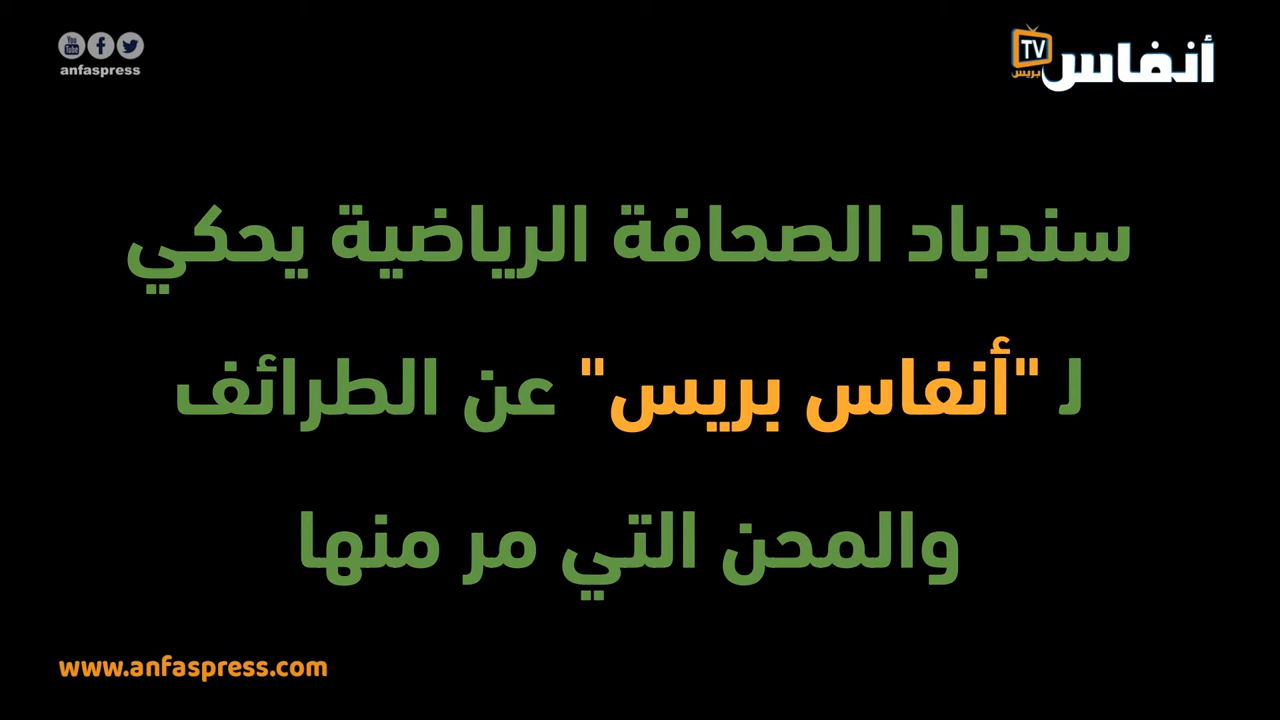 You Tube
anfaspress
أنفاس
TV
بريس
سندباد الصحافة الرياضية يحكي
لـ "أنفاس بريس" عن الطرائف
والمحن التي مر منها
www.anfaspress.com